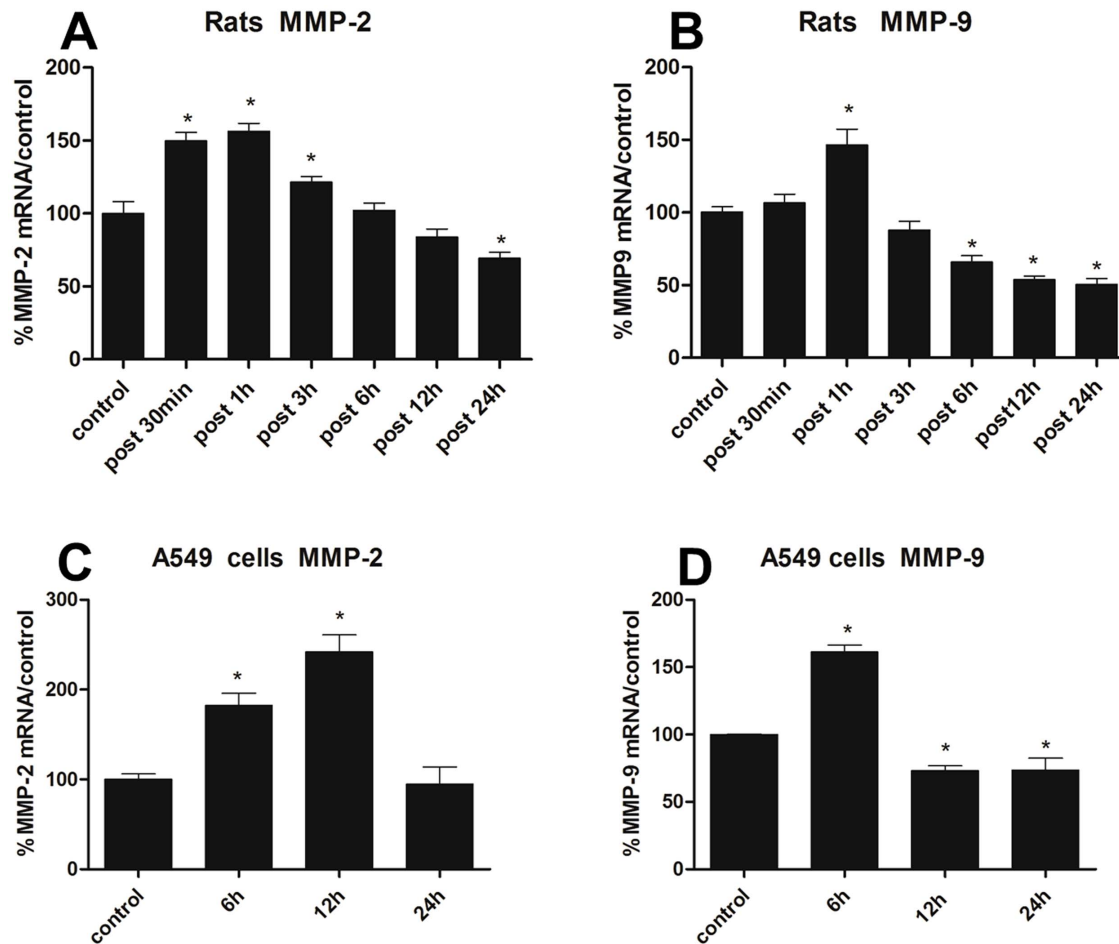 A
Rats MMP-2
%MMP-2 mRNA/control
200
150
100
50
0
*
*
*
*
control
post 30min
post 1h
post 3h
post 6h
post 12h
post 24h
B
Rats MMP-9
%MMP9 mRNA/control
200
150
100
50
0
*
*
*
*
control
post 30min
post 1h
post 3h
post 6h
post12h
post 24h
C
A549 cells MMP-2
%MMP-2 mRNA/control
300
200
100
0
*
*
control
6h
12h
24h
D
A549 cells MMP-9
%MMP-9 mRNA/control
200
150
100
50
0
*
*
*
control
6h
12h
24h